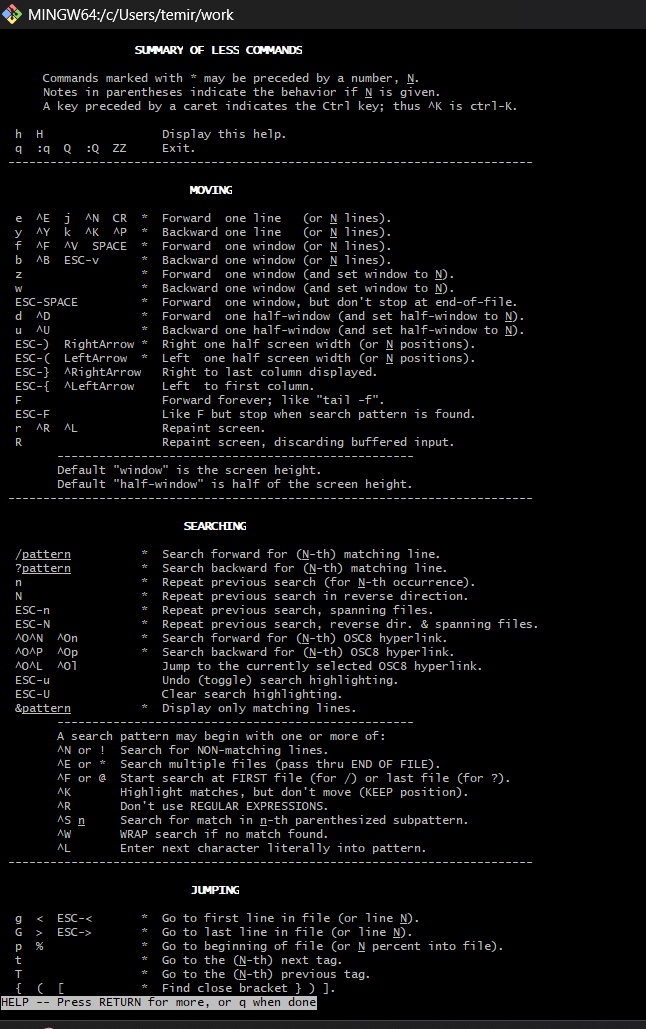 MINGW64:/c/Users/temir/work
SUMMARY OF LESS COMMANDS
Commands marked with * may be preceded by a number, N.
Notes in parentheses indicate the behavior if N is given.
A key preceded by a caret indicates the Ctrl key; thus ^K is ctrl-K.
h  H                 Display this help.
q  :q  Q  :Q  ZZ     Exit.
---------------------------------------------------------------------------
MOVING
e  ^E  j  ^N  CR  *  Forward  one line   (or N lines).
y  ^Y  k  ^K  ^P  *  Backward one line   (or N lines).
f  ^F  ^V  SPACE  *  Forward  one window (or N lines).
b  ^B  ESC-v      *  Backward one window (or N lines).
z                 *  Forward  one window (and set window to N).
w                 *  Backward one window (and set window to N).
ESC-SPACE         *  Forward  one window, but don't stop at end-of-file.
d  ^D             *  Forward  one half-window (and set half-window to N).
u  ^U             *  Backward one half-window (and set half-window to N).
ESC-)  RightArrow *  Right one half screen width (or N positions).
ESC-(  LeftArrow  *  Left  one half screen width (or N positions).
ESC-}  ^RightArrow   Right to last column displayed.
ESC-{  ^LeftArrow    Left  to first column.
F                    Forward forever; like "tail -f".
ESC-F                Like F but stop when search pattern is found.
r  ^R  ^L            Repaint screen.
R                    Repaint screen, discarding buffered input.
---------------------------------------------------
Default "window" is the screen height.
Default "half-window" is half of the screen height.
---------------------------------------------------------------------------
SEARCHING
/pattern          *  Search forward for (N-th) matching line.
?pattern          *  Search backward for (N-th) matching line.
n                 *  Repeat previous search (for N-th occurrence).
N                 *  Repeat previous search in reverse direction.
ESC-n             *  Repeat previous search, spanning files.
ESC-N             *  Repeat previous search, reverse dir. & spanning files.
^O^N  ^On         *  Search forward for (N-th) OSC8 hyperlink.
^O^P  ^Op         *  Search backward for (N-th) OSC8 hyperlink.
^O^L  ^Ol            Jump to the currently selected OSC8 hyperlink.
ESC-u                Undo (toggle) search highlighting.
ESC-U                Clear search highlighting.
&pattern          *  Display only matching lines.
---------------------------------------------------
A search pattern may begin with one or more of:
^N or !  Search for NON-matching lines.
^E or *  Search multiple files (pass thru END OF FILE).
^F or @  Start search at FIRST file (for /) or last file (for ?).
^K       Highlight matches, but don't move (KEEP position).
^R       Don't use REGULAR EXPRESSIONS.
^S n     Search for match in n-th parenthesized subpattern.
^W       WRAP search if no match found.
^L       Enter next character literally into pattern.
---------------------------------------------------------------------------
JUMPING
g  <  ESC-<       *  Go to first line in file (or line N).
G  >  ESC->       *  Go to last line in file (or line N).
p  %              *  Go to beginning of file (or N percent into file).
t                 *  Go to the (N-th) next tag.
T                 *  Go to the (N-th) previous tag.
{  (  [           *  Find close bracket } ) ].
HELP -- Press RETURN for more, or q when done